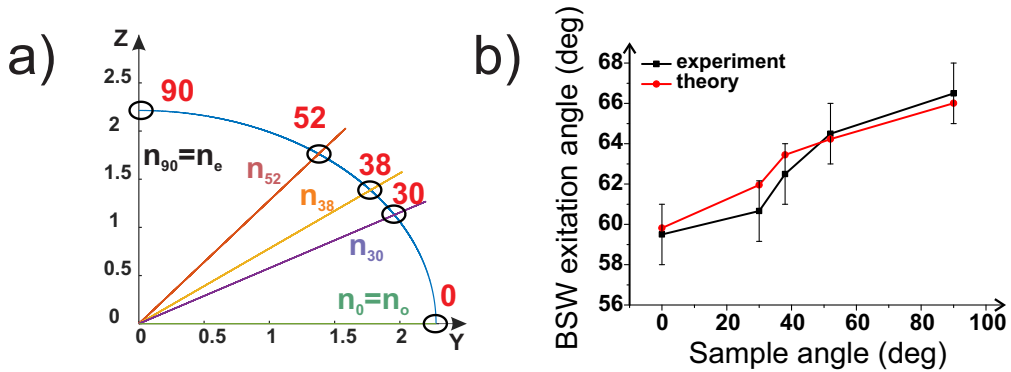 a)
Z
2.5
2
1.5
1
0.5
0
0.5
1
1.5
2
Y
90
52
38
30
0
n90=ne
n52
n38
n30
n0=no
b)
BSW exitation angle (deg)
68
66
64
62
60
58
56
experiment
theory
0
20
40
60
80
100
Sample angle (deg)